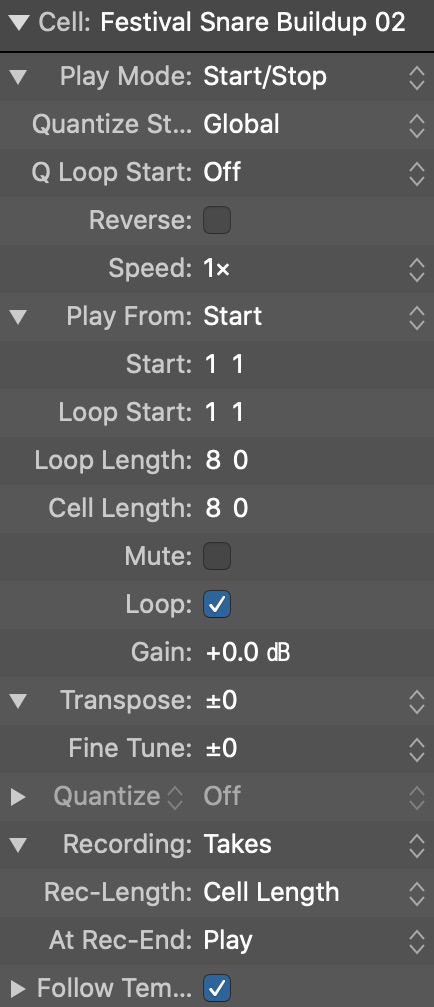 Cell: Festival Snare Buildup 02
Play Mode: Start/Stop
Quantize St... Global
Q Loop Start: Off
Reverse:
Speed: 1×
Play From: Start
Start: 1 1
Loop Start: 1 1
Loop Length: 8 0
Cell Length: 8 0
Mute:
Loop:
Gain: +0.0 dB
Transpose: ±0
Fine Tune: ±0
Quantize Off
Recording: Takes
Rec-Length: Cell Length
At Rec-End: Play
Follow Tem...